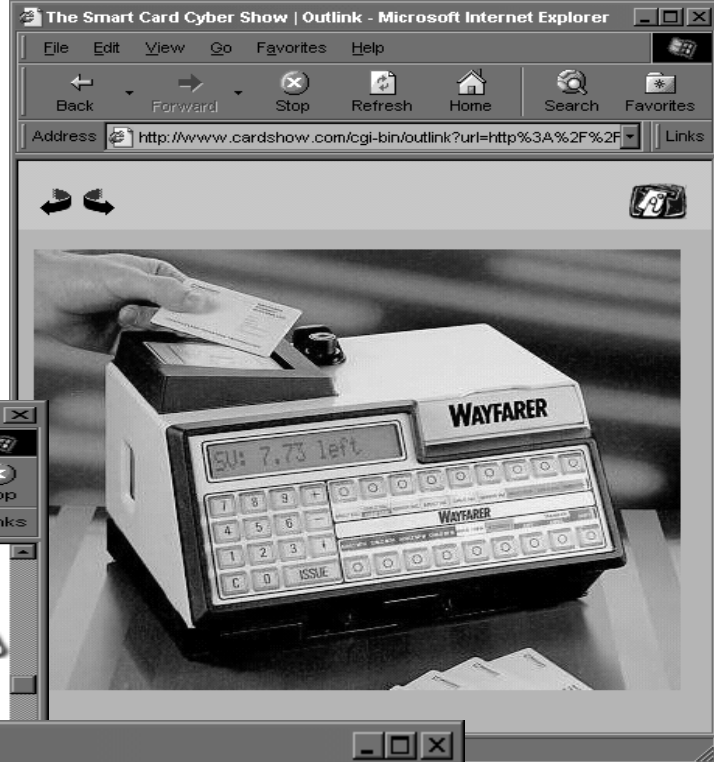 The Smart Card Cyber Show | Outlink - Microsoft Internet Explorer
File Edit View Go Favorites Help
Back Forward Stop Refresh Home Search Favorites
Address http://www.cardshow.com/cgi-bin/outlink?url=http%3A%2F%2F Links
WAYFARER
SV: 7.73 left
7 8 9 +
4 5 6 -
1 2 3
C 0 ISSUE
WAYFARER
op
nks